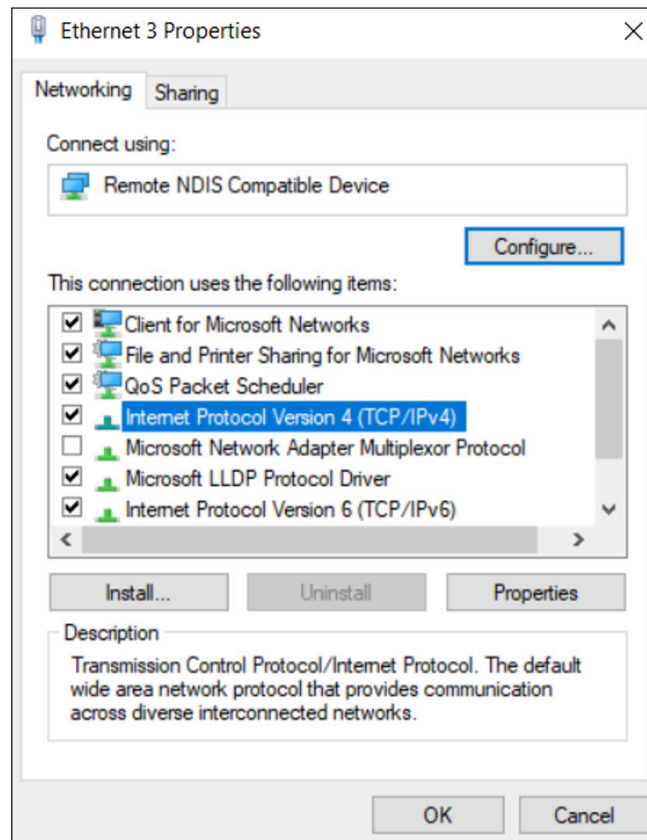 Ethernet 3 Properties
Networking
Sharing
Connect using:
Remote NDIS Compatible Device
Configure...
This connection uses the following items:
Client for Microsoft Networks
File and Printer Sharing for Microsoft Networks
QoS Packet Scheduler
Internet Protocol Version 4 (TCP/IPv4)
Microsoft Network Adapter Multiplexor Protocol
Microsoft LLDP Protocol Driver
Internet Protocol Version 6 (TCP/IPv6)
Install...
Uninstall
Properties
Description
Transmission Control Protocol/Internet Protocol. The default
wide area network protocol that provides communication
across diverse interconnected networks.
OK
Cancel